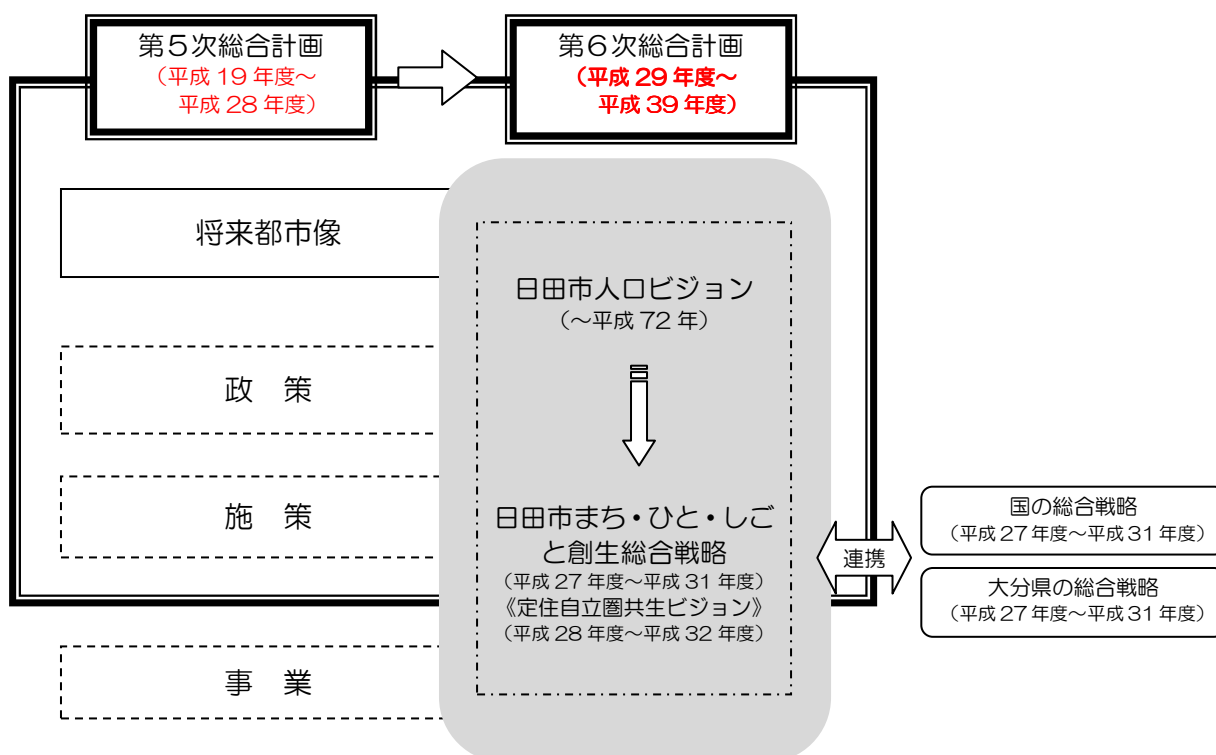 第５次総合計画
（平成 19 年度～
平成 28 年度）
第６次総合計画
（平成 29 年度～
平成 39 年度）
将来都市像
日田市人口ビジョン
（～平成 72 年）
政　策
施　策
日田市まち・ひと・しご
と創生総合戦略
（平成 27 年度～平成 31 年度）
《定住自立圏共生ビジョン》
（平成 28 年度～平成 32 年度）
連携
国の総合戦略
（平成 27 年度～平成 31 年度）
大分県の総合戦略
（平成 27 年度～平成 31 年度）
事　業